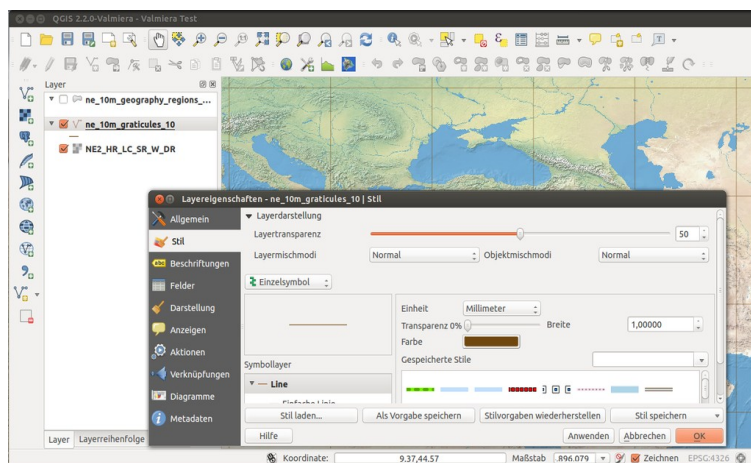 QGIS 2.2.0-Valmiera - Valmiera Test
Layer
ne_10m_geography_regions_...
ne_10m_graticules_10
NE2_HR_LC_SR_W_DR
Layereigenschaften - ne_10m_graticules_10 | Stil
Allgemein
Stil
abc Beschriftungen
Felder
Darstellung
Anzeigen
Aktionen
Verknüpfungen
Diagramme
Metadaten
Layerdarstellung
Layertransparenz 50
Layermischmodi Normal Objektmischmodi Normal
Einzelsymbol
Einheit Millimeter
Transparenz 0% Breite 1,00000
Farbe
Gespeicherte Stile
Symbollayer
Line
Stil laden... Als Vorgabe speichern Stilvorgaben wiederherstellen Stil speichern
Hilfe Anwenden Abbrechen OK
Layer Layerreihenfolge
Koordinate: 9.37,44.57 Maßstab .896.079 Zeichnen EPSG:4326